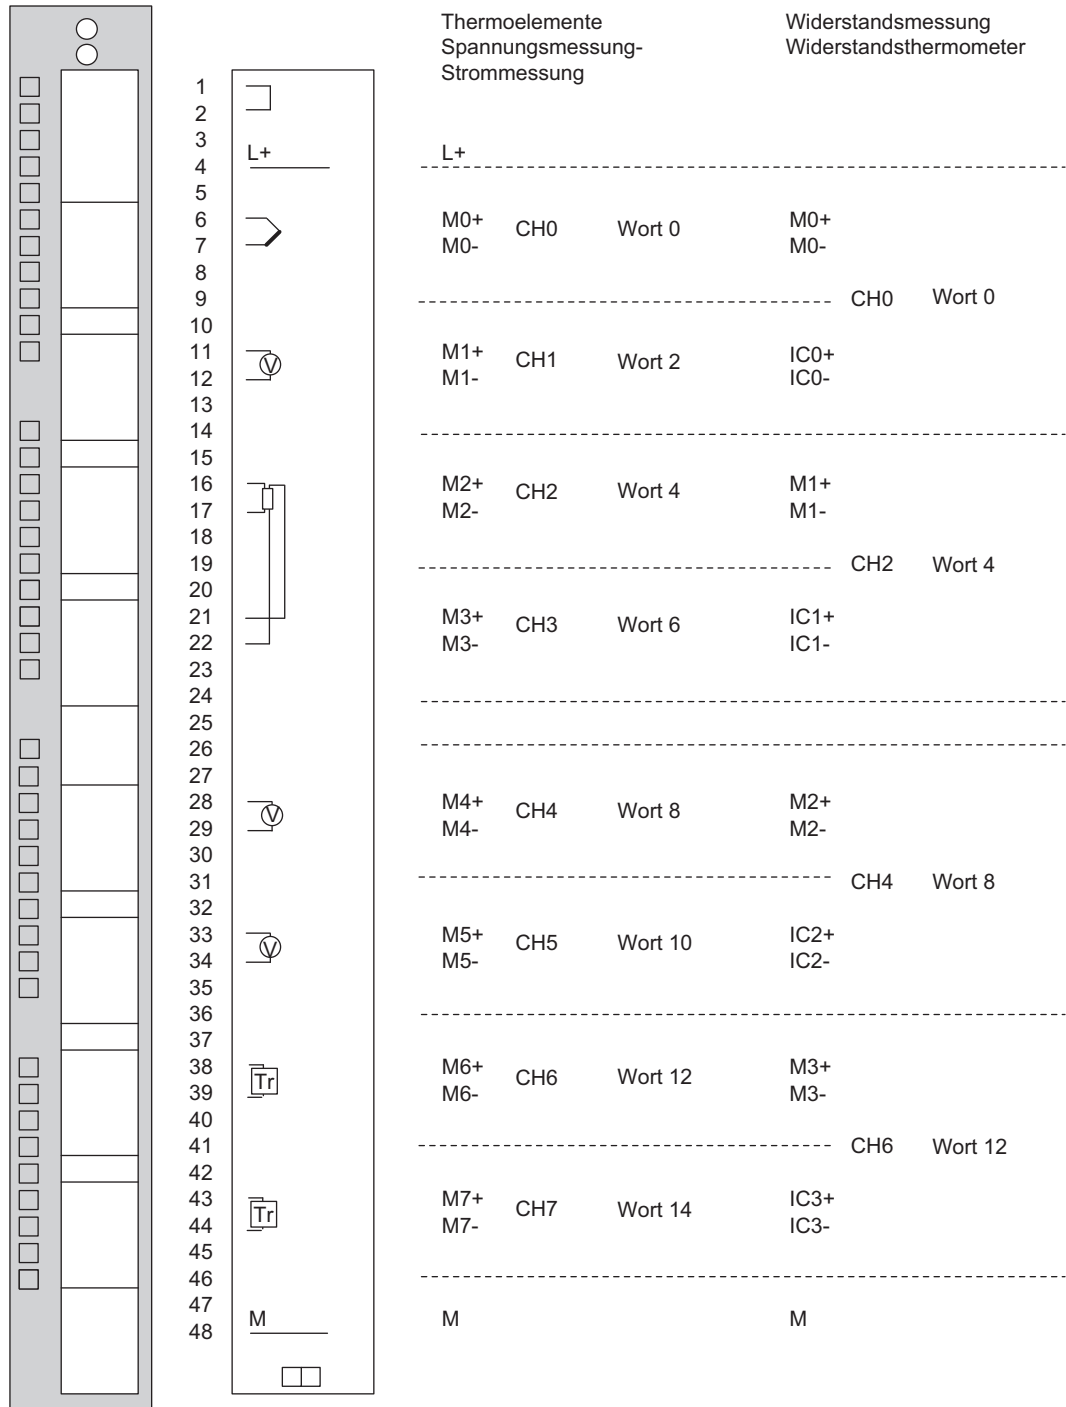 Thermoelemente Widerstandsmessung
Spannungsmessung- Widerstandsthermometer
Strommessung
1
2
3
L+ L+
4
5
6 M0+ CH0 Wort 0 M0+
7 M0- M0-
8
9 CH0 Wort 0
10
11 M1+ CH1 Wort 2 IC0+
12 V M1- IC0-
13
14
15
16 M2+ CH2 Wort 4 M1+
17 M2- M1-
18
19 CH2 Wort 4
20
21 M3+ CH3 Wort 6 IC1+
22 M3- IC1-
23
24
25
26
27
28 M4+ CH4 Wort 8 M2+
29 V M4- M2-
30
31 CH4 Wort 8
32
33 M5+ CH5 Wort 10 IC2+
34 V M5- IC2-
35
36
37
38 Tr M6+ CH6 Wort 12 M3+
39 M6- M3-
40
41 CH6 Wort 12
42
43 Tr M7+ CH7 Wort 14 IC3+
44 M7- IC3-
45
46
47
M M M
48